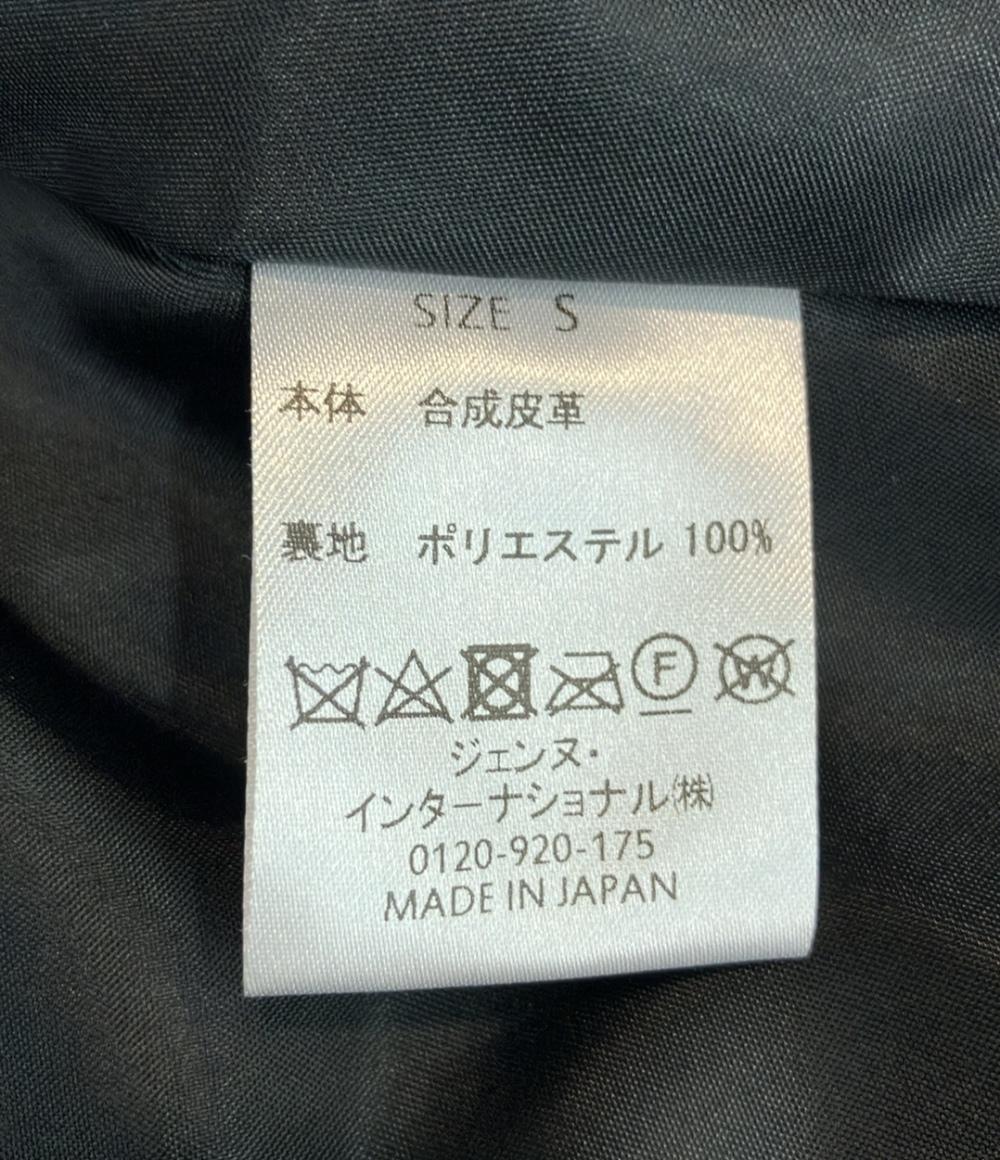 SIZE S
本体 合成皮革
裏地 ポリエステル 100%
F W
ジェンヌ・
インターナショナル㈱
0120-920-175
MADE IN JAPAN